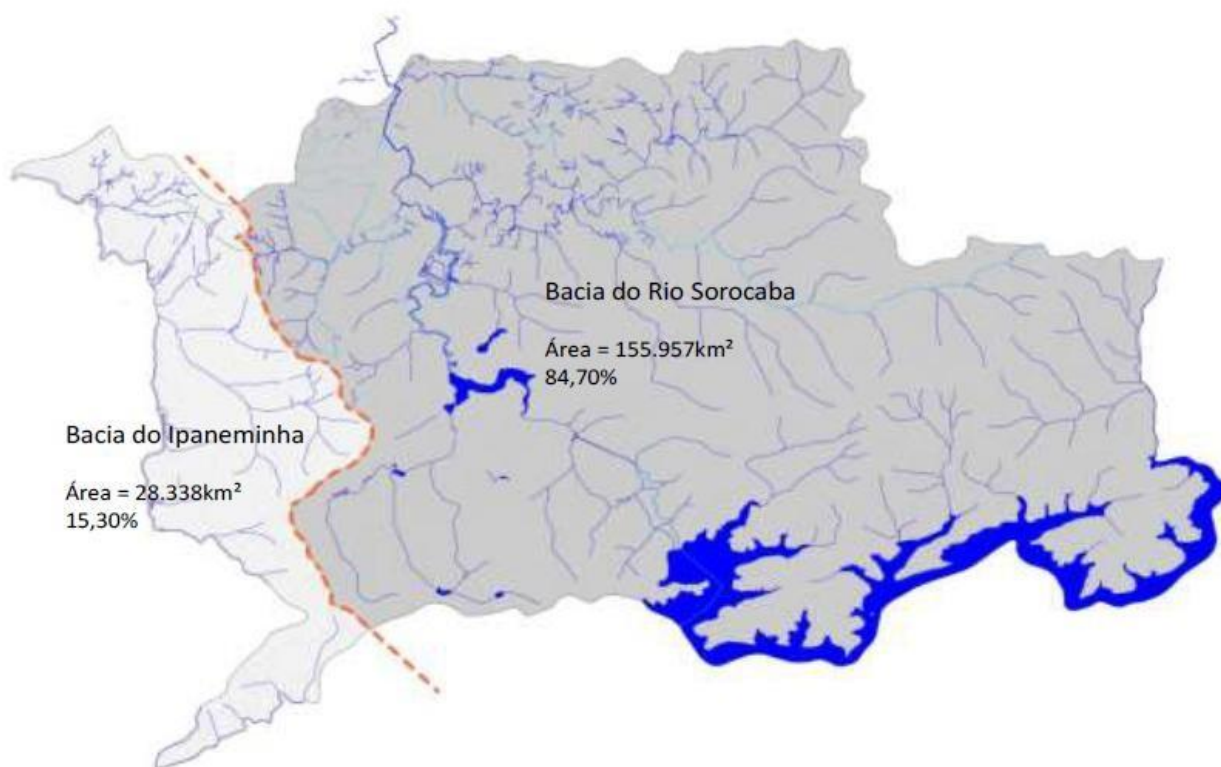 Bacia do Rio Sorocaba
Área = 155.957km²
84,70%
Bacia do Ipaneminha
Área = 28.338km²
15,30%